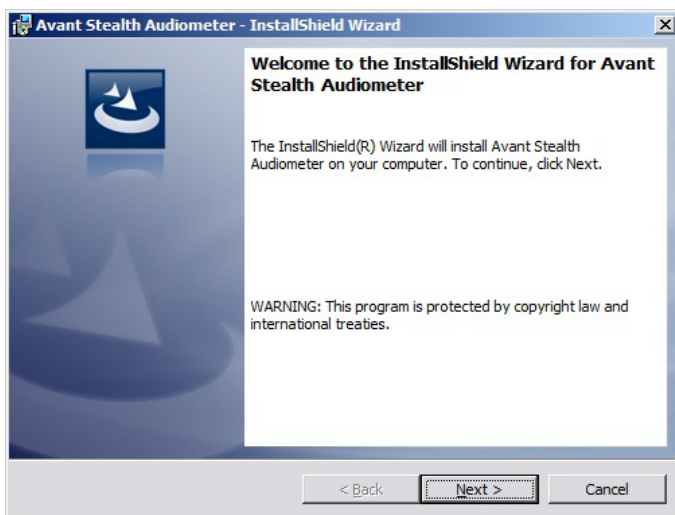 Avant Stealth Audiometer - InstallShield Wizard
Welcome to the InstallShield Wizard for Avant
Stealth Audiometer
The InstallShield(R) Wizard will install Avant Stealth
Audiometer on your computer. To continue, click Next.
WARNING: This program is protected by copyright law and
international treaties.
< Back
Next >
Cancel